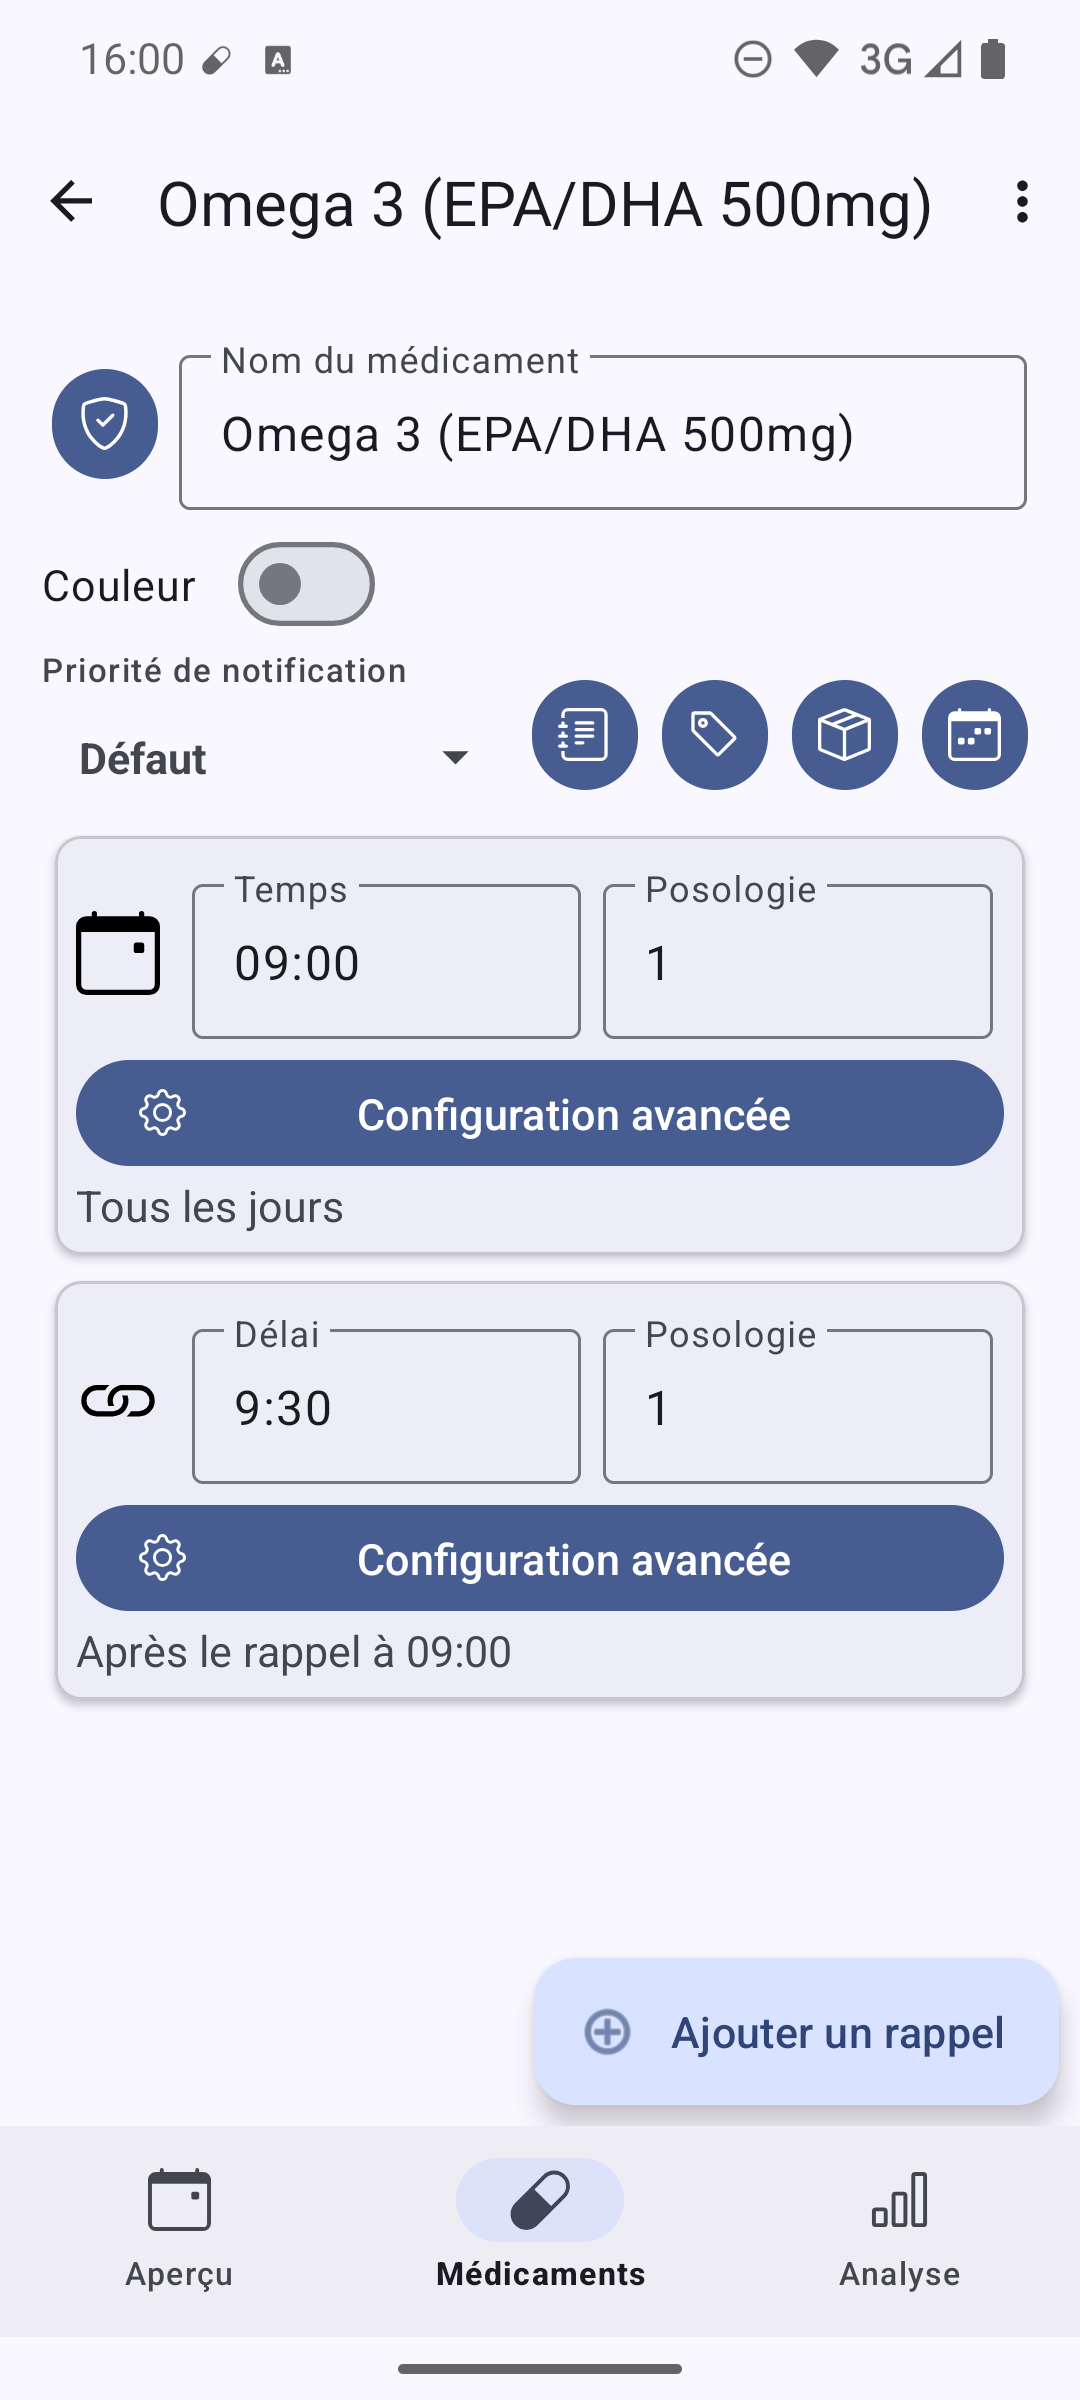 16:00
3G
Omega 3 (EPA/DHA 500mg)
Nom du médicament
Omega 3 (EPA/DHA 500mg)
Couleur
Priorité de notification
Défaut
Temps
09:00
Posologie
1
Configuration avancée
Tous les jours
Délai
9:30
Posologie
1
Configuration avancée
Après le rappel à 09:00
Ajouter un rappel
Aperçu
Médicaments
Analyse